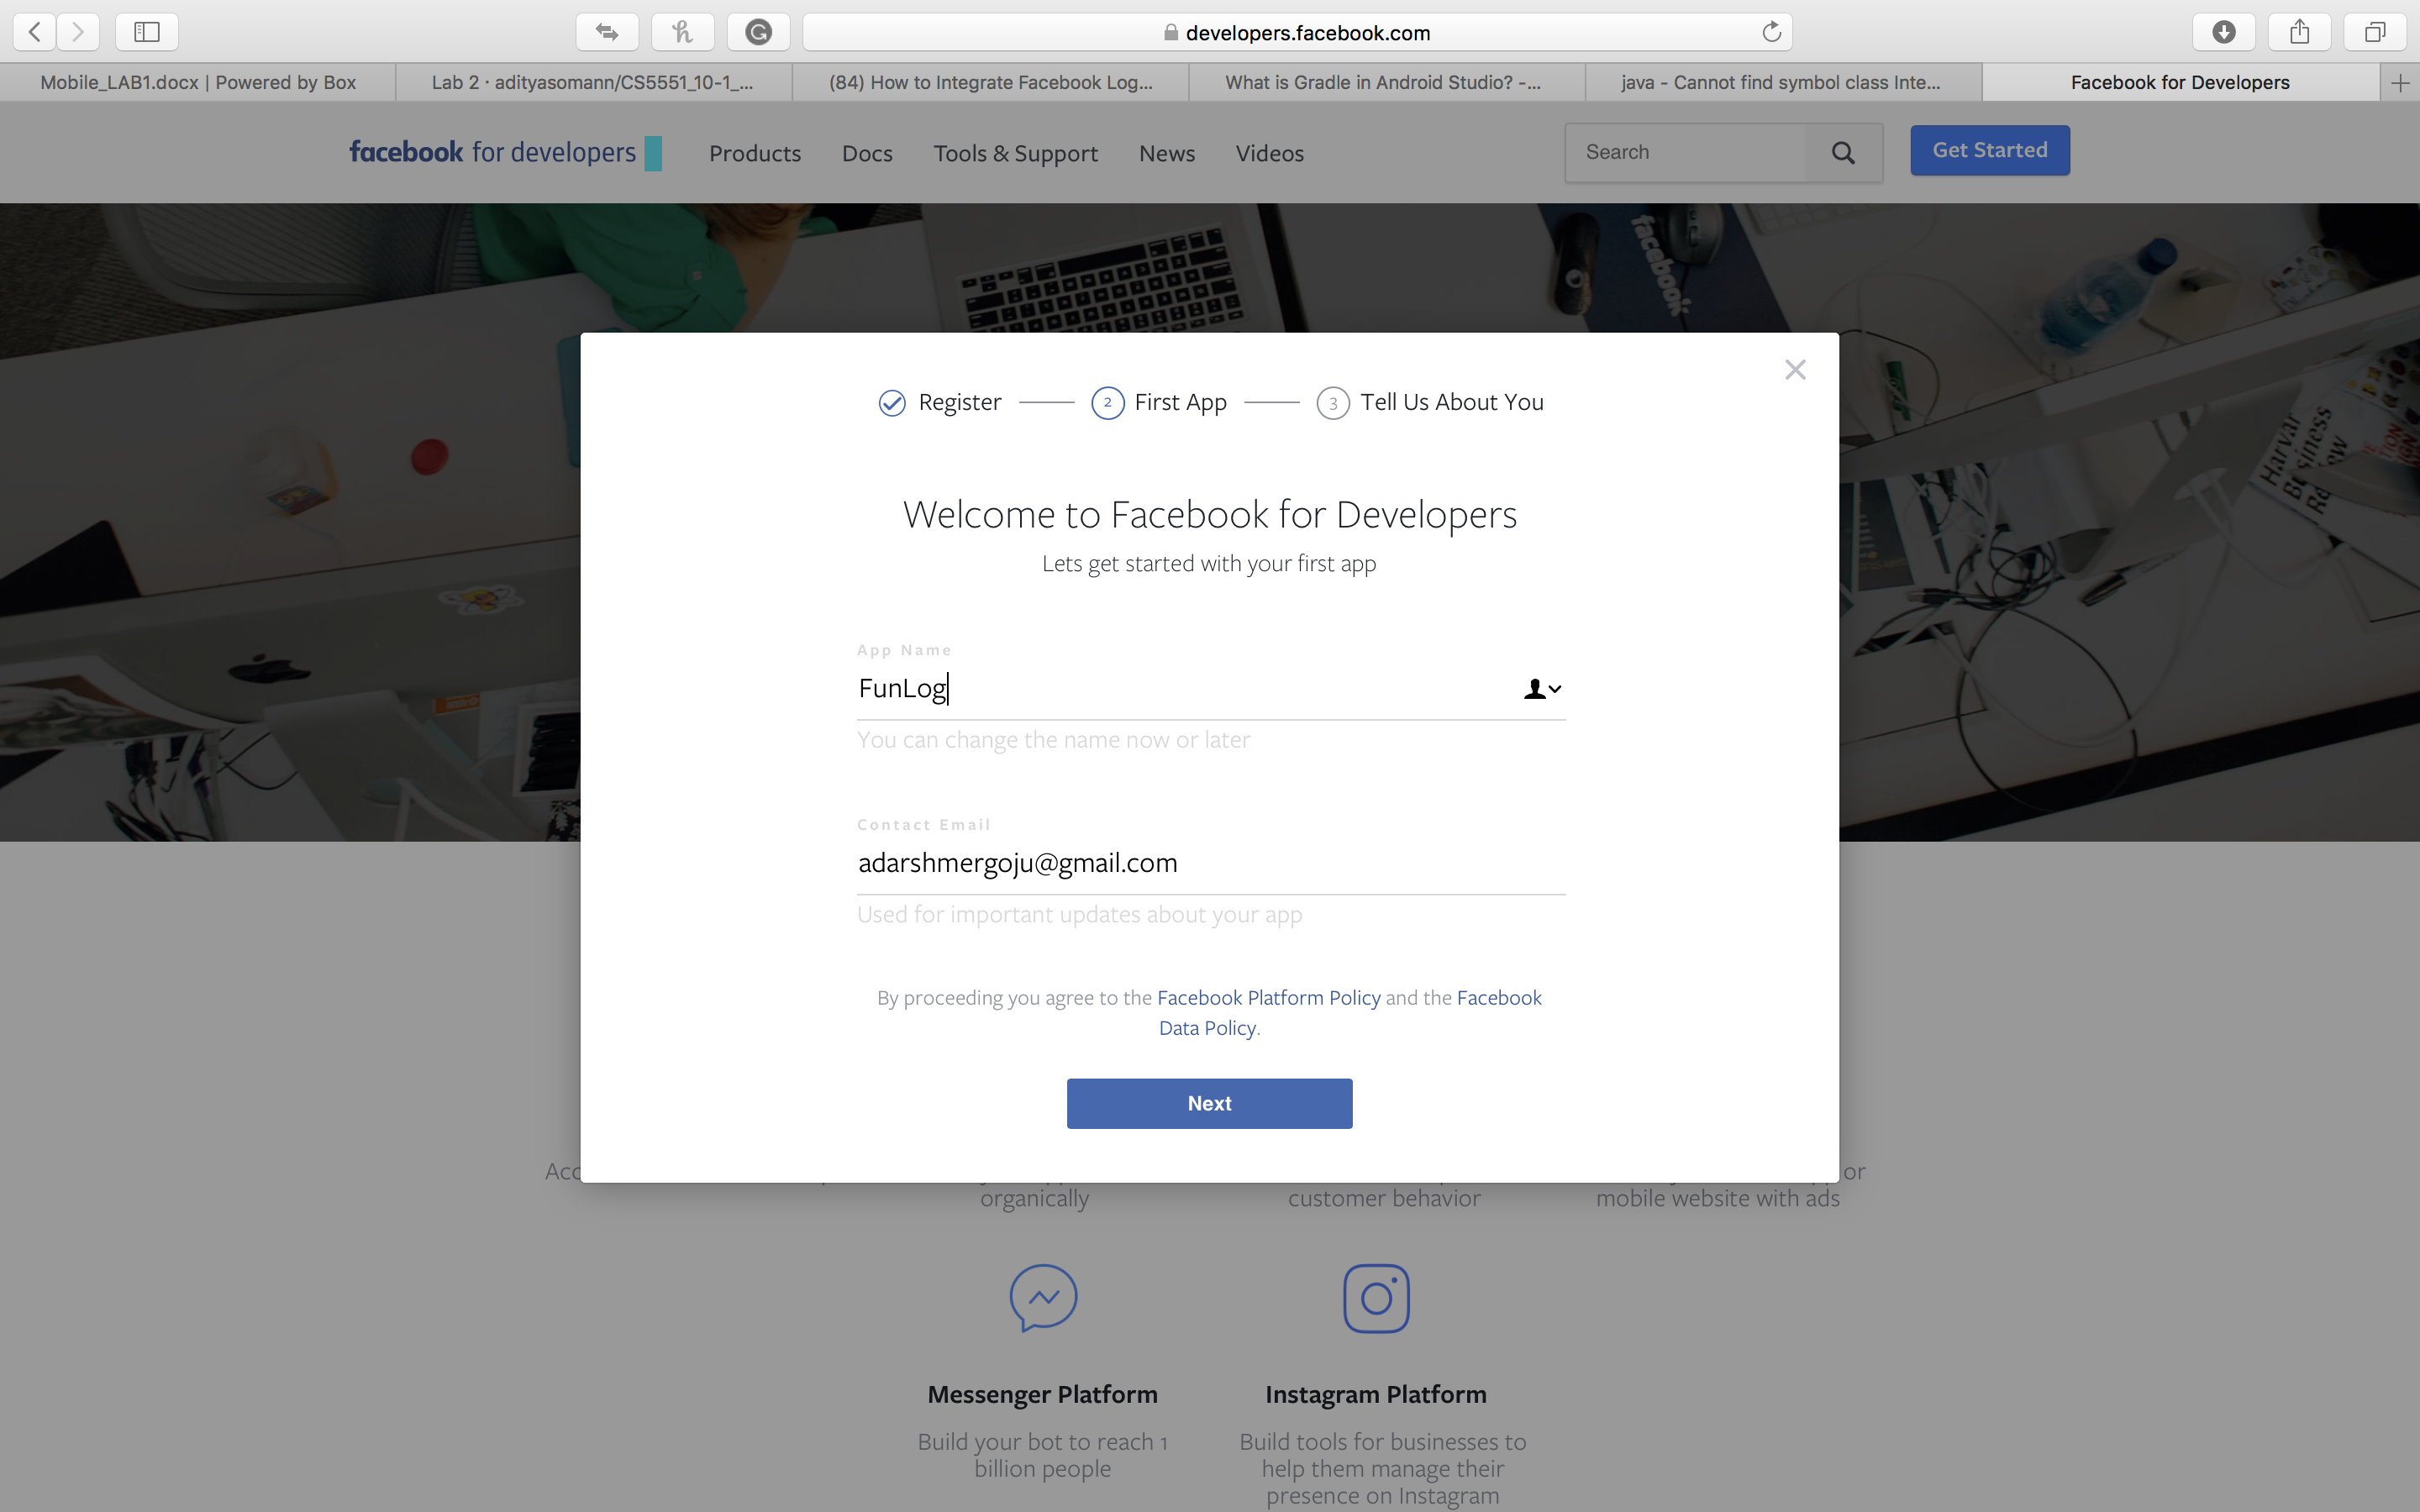 developers.facebook.com
Mobile_LAB1.docx | Powered by Box
Lab 2 · adityasomann/CS5551_10-1_...
(84) How to Integrate Facebook Log...
What is Gradle in Android Studio? -...
java - Cannot find symbol class Inte...
Facebook for Developers
facebook for developers
Products
Docs
Tools & Support
News
Videos
Search
Get Started
facebook
Register
2
First App
3
Tell Us About You
Welcome to Facebook for Developers
Lets get started with your first app
App Name
FunLog
You can change the name now or later
Contact Email
adarshmergoju@gmail.com
Used for important updates about your app
By proceeding you agree to the Facebook Platform Policy and the Facebook
Data Policy.
Next
organically
customer behavior
or
mobile website with ads
Messenger Platform
Instagram Platform
Build your bot to reach 1
billion people
Build tools for businesses to
help them manage their
presence on Instagram